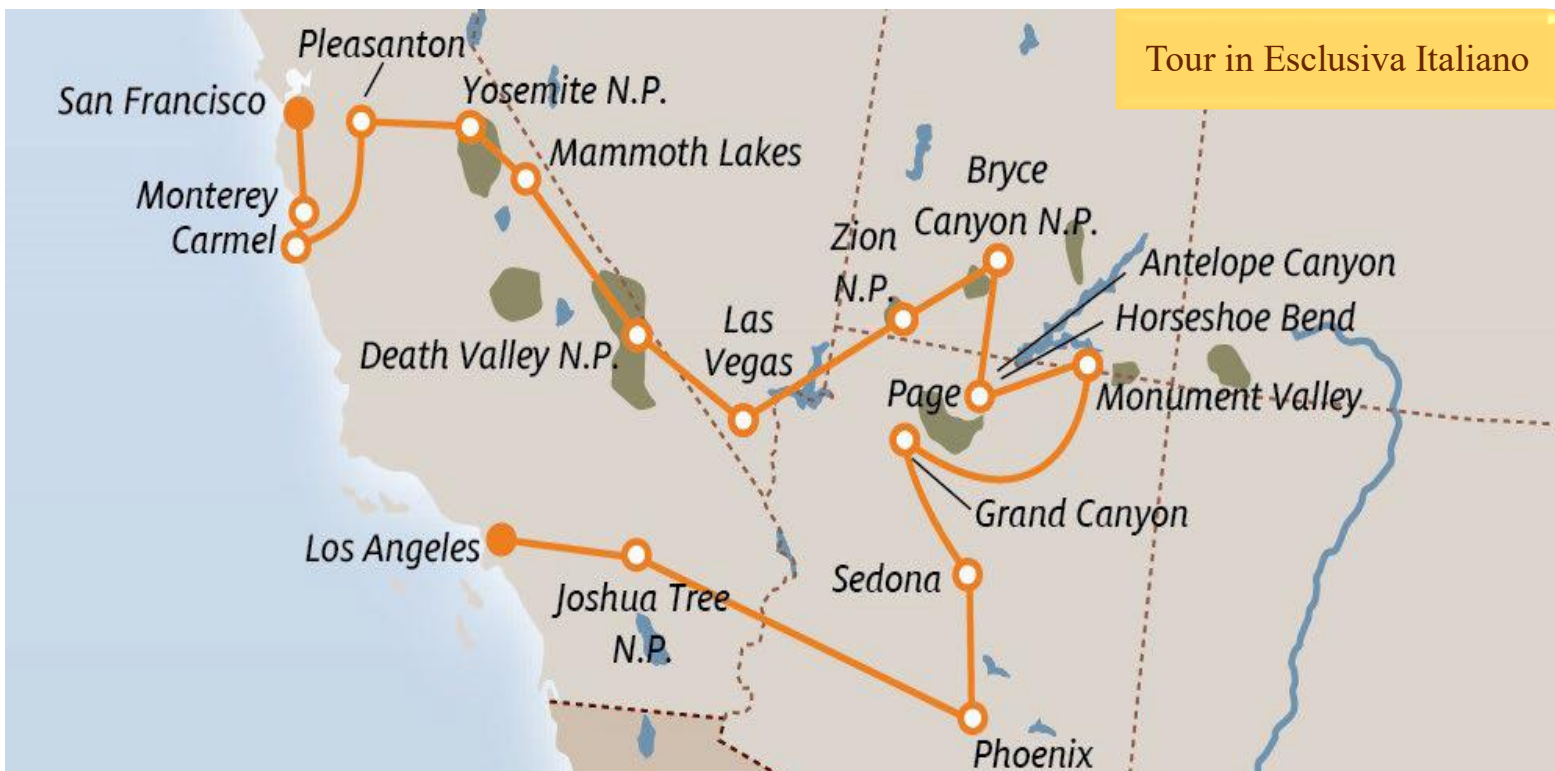 Tour in Esclusiva Italiano
Pleasanton
San Francisco
Yosemite N.P.
Mammoth Lakes
Monterey
Carmel
Bryce
Canyon N.P.
Zion
N.P.
Antelope Canyon
Horseshoe Bend
Las
Vegas
Death Valley N.P.
Page
Monument Valley
Grand Canyon
Los Angeles
Sedona
Joshua Tree
N.P.
Phoenix